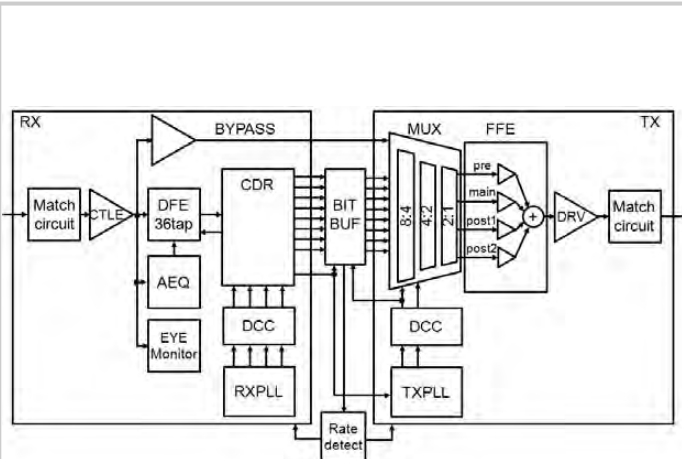 RX
BYPASS
MUX
FFE
TX
CDR
pre
Match
circuit
CTLE
DFE
36tap
BIT
BUF
8:4
4:2
2:1
main
post1
post2
+
DRV
Match
circuit
AEQ
EYE
Monitor
DCC
DCC
RXPLL
TXPLL
Rate
detect